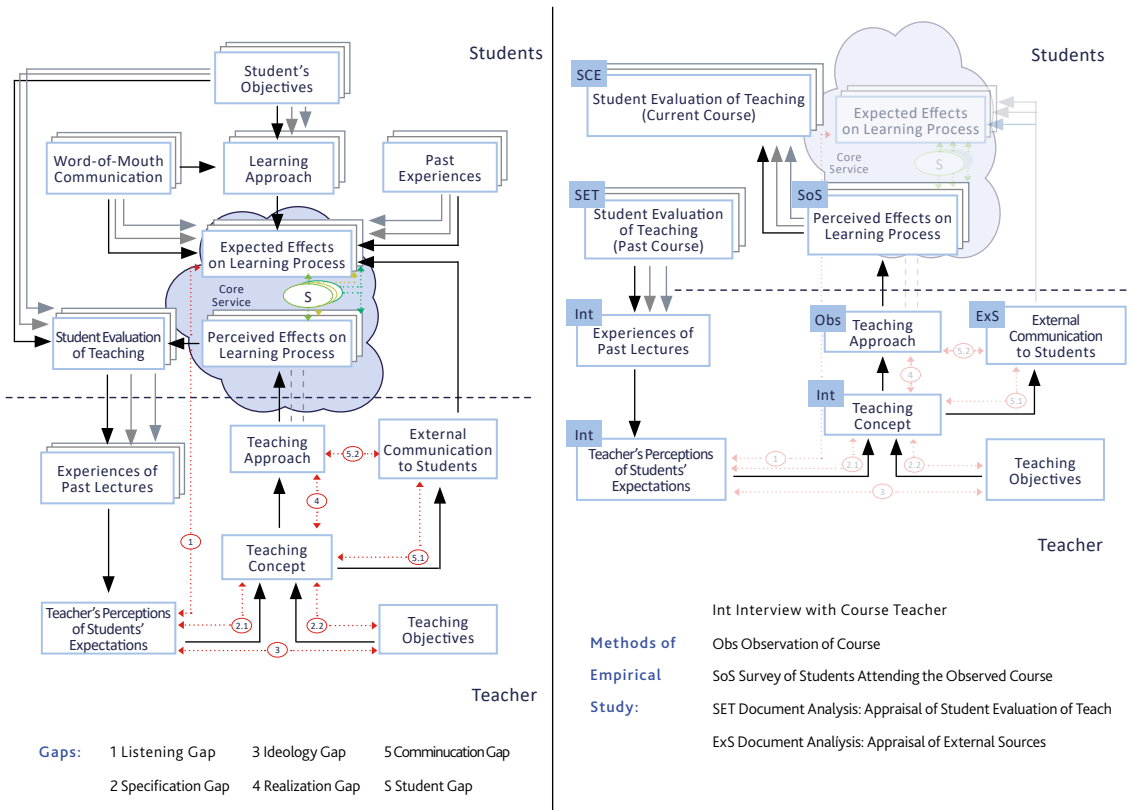 Students
Student's
Objectives
Word-of-Mouth
Communication
Learning
Approach
Past
Experiences
Expected Effects
on Learning Process
Core
Service
S
Student Evaluation
of Teaching
Perceived Effects on
Learning Process
Experiences of
Past Lectures
Teaching
Approach
5.2
External
Communication
to Students
4
1
Teaching
Concept
5.1
Teacher's Perceptions
of Students'
Expectations
2.1
2.2
3
Teaching
Objectives
Teacher
Gaps:
1 Listening Gap
3 Ideology Gap
5 Comminucation Gap
2 Specification Gap
4 Realization Gap
S Student Gap
Students
SCE
Student Evaluation of Teaching
(Current Course)
Expected Effects
on Learning Process
Core
Service
S
SET
Student Evaluation
of Teaching
(Past Course)
SoS
Perceived Effects on
Learning Process
Int
Experiences of
Past Lectures
Obs
Teaching
Approach
5.2
ExS
External
Communication
to Students
4
Int
Teaching
Concept
5.1
Int
Teacher's Perceptions
of Students'
Expectations
1
2.1
2.2
3
Teaching
Objectives
Teacher
Int Interview with Course Teacher
Methods of
Obs Observation of Course
Empirical
SoS Survey of Students Attending the Observed Course
Study:
SET Document Analysis: Appraisal of Student Evaluation of Teach
ExS Document Analíysis: Appraisal of External Sources